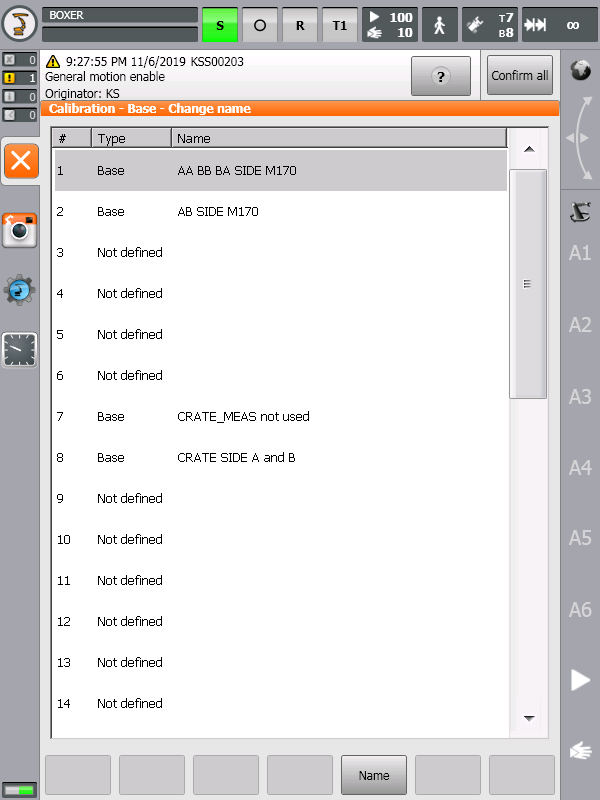 BOXER
S
O
R
T1
100
10
T7
B8
∞
0
1
0
0
9:27:55 PM 11/6/2019 KSS00203
General motion enable
Originator: KS
?
Confirm all
Calibration - Base - Change name
# Type Name
1 Base AA BB BA SIDE M170
2 Base AB SIDE M170
3 Not defined
4 Not defined
5 Not defined
6 Not defined
7 Base CRATE_MEAS not used
8 Base CRATE SIDE A and B
9 Not defined
10 Not defined
11 Not defined
12 Not defined
13 Not defined
14 Not defined
A1
A2
A3
A4
A5
A6
Name